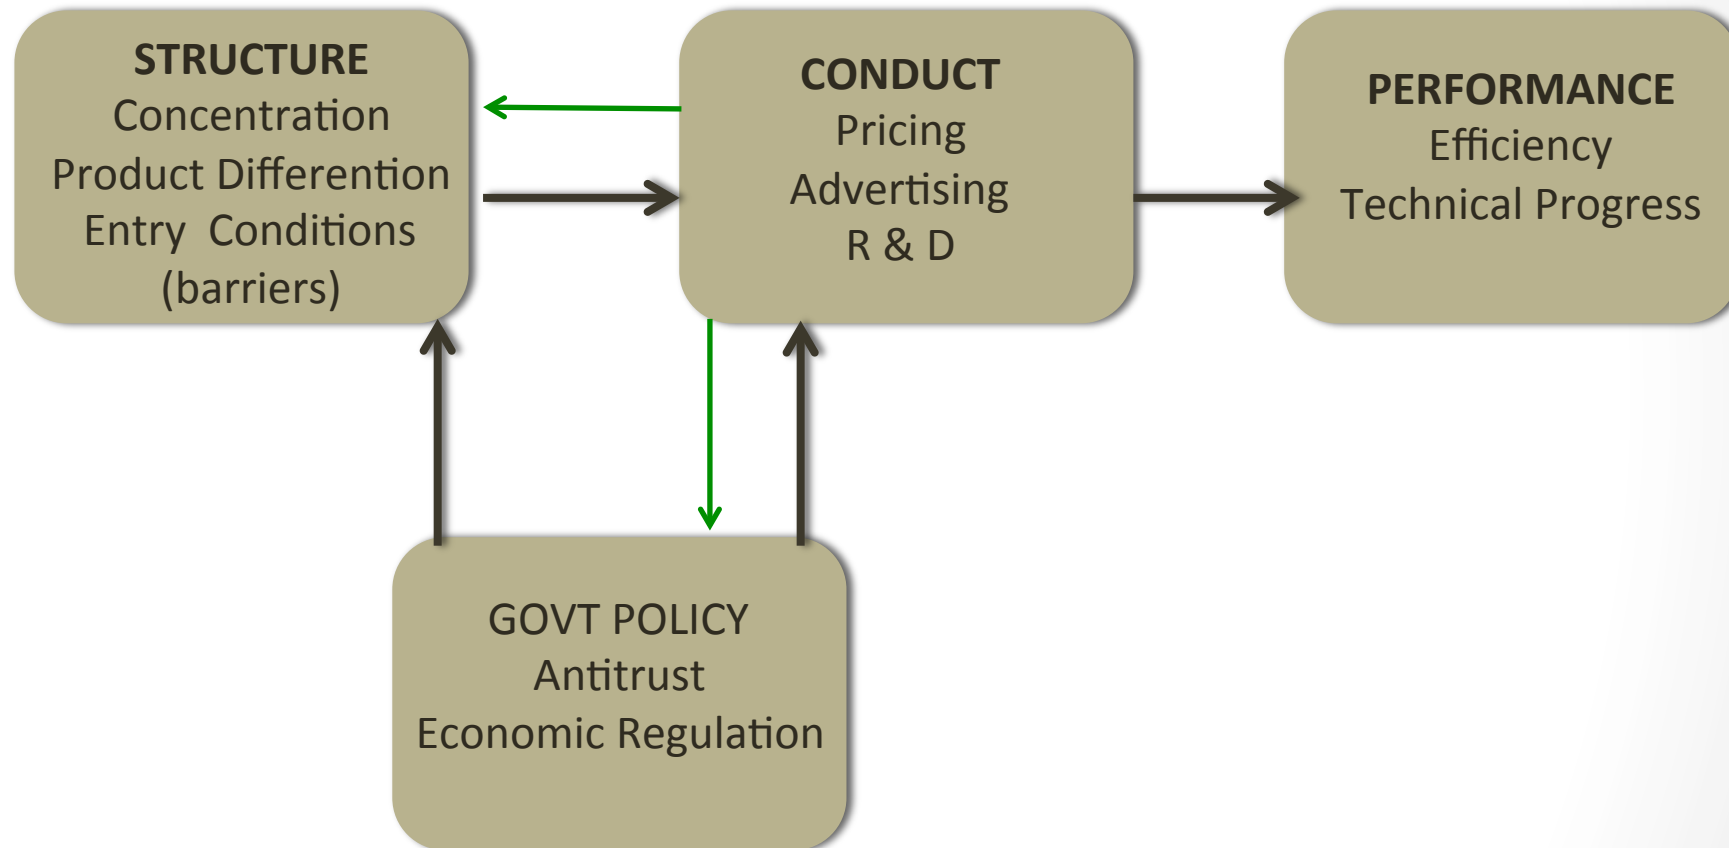 STRUCTURE
Concentration
Product Differention
Entry  Conditions
(barriers)
CONDUCT
Pricing
Advertising
R & D
PERFORMANCE
Efficiency
Technical Progress
GOVT POLICY
Antitrust
Economic Regulation